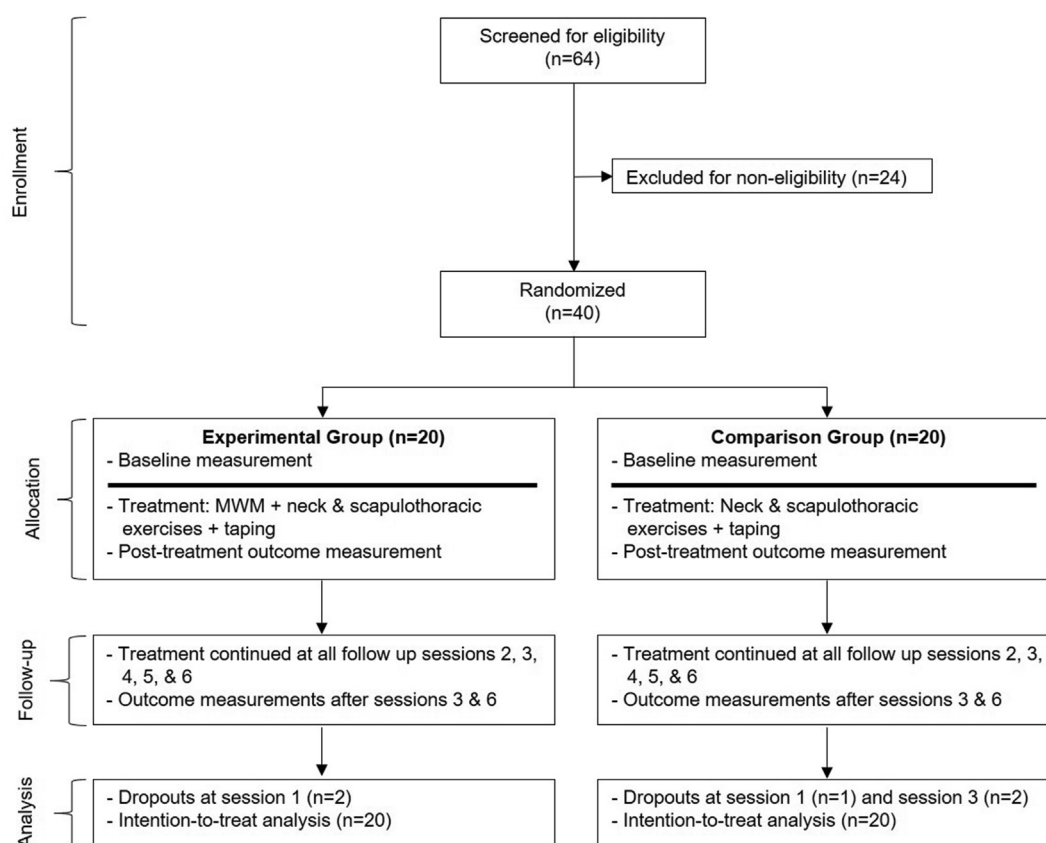 Screened for eligibility
(n=64)
Enrollment
Excluded for non-eligibility (n=24)
Randomized
(n=40)
Allocation
Experimental Group (n=20)
- Baseline measurement
- Treatment: MWM + neck & scapulothoracic
exercises + taping
- Post-treatment outcome measurement
Comparison Group (n=20)
- Baseline measurement
- Treatment: Neck & scapulothoracic
exercises + taping
- Post-treatment outcome measurement
Follow-up
- Treatment continued at all follow up sessions 2, 3,
4, 5, & 6
- Outcome measurements after sessions 3 & 6
- Treatment continued at all follow up sessions 2, 3,
4, 5, & 6
- Outcome measurements after sessions 3 & 6
Analysis
- Dropouts at session 1 (n=2)
- Intention-to-treat analysis (n=20)
- Dropouts at session 1 (n=1) and session 3 (n=2)
- Intention-to-treat analysis (n=20)